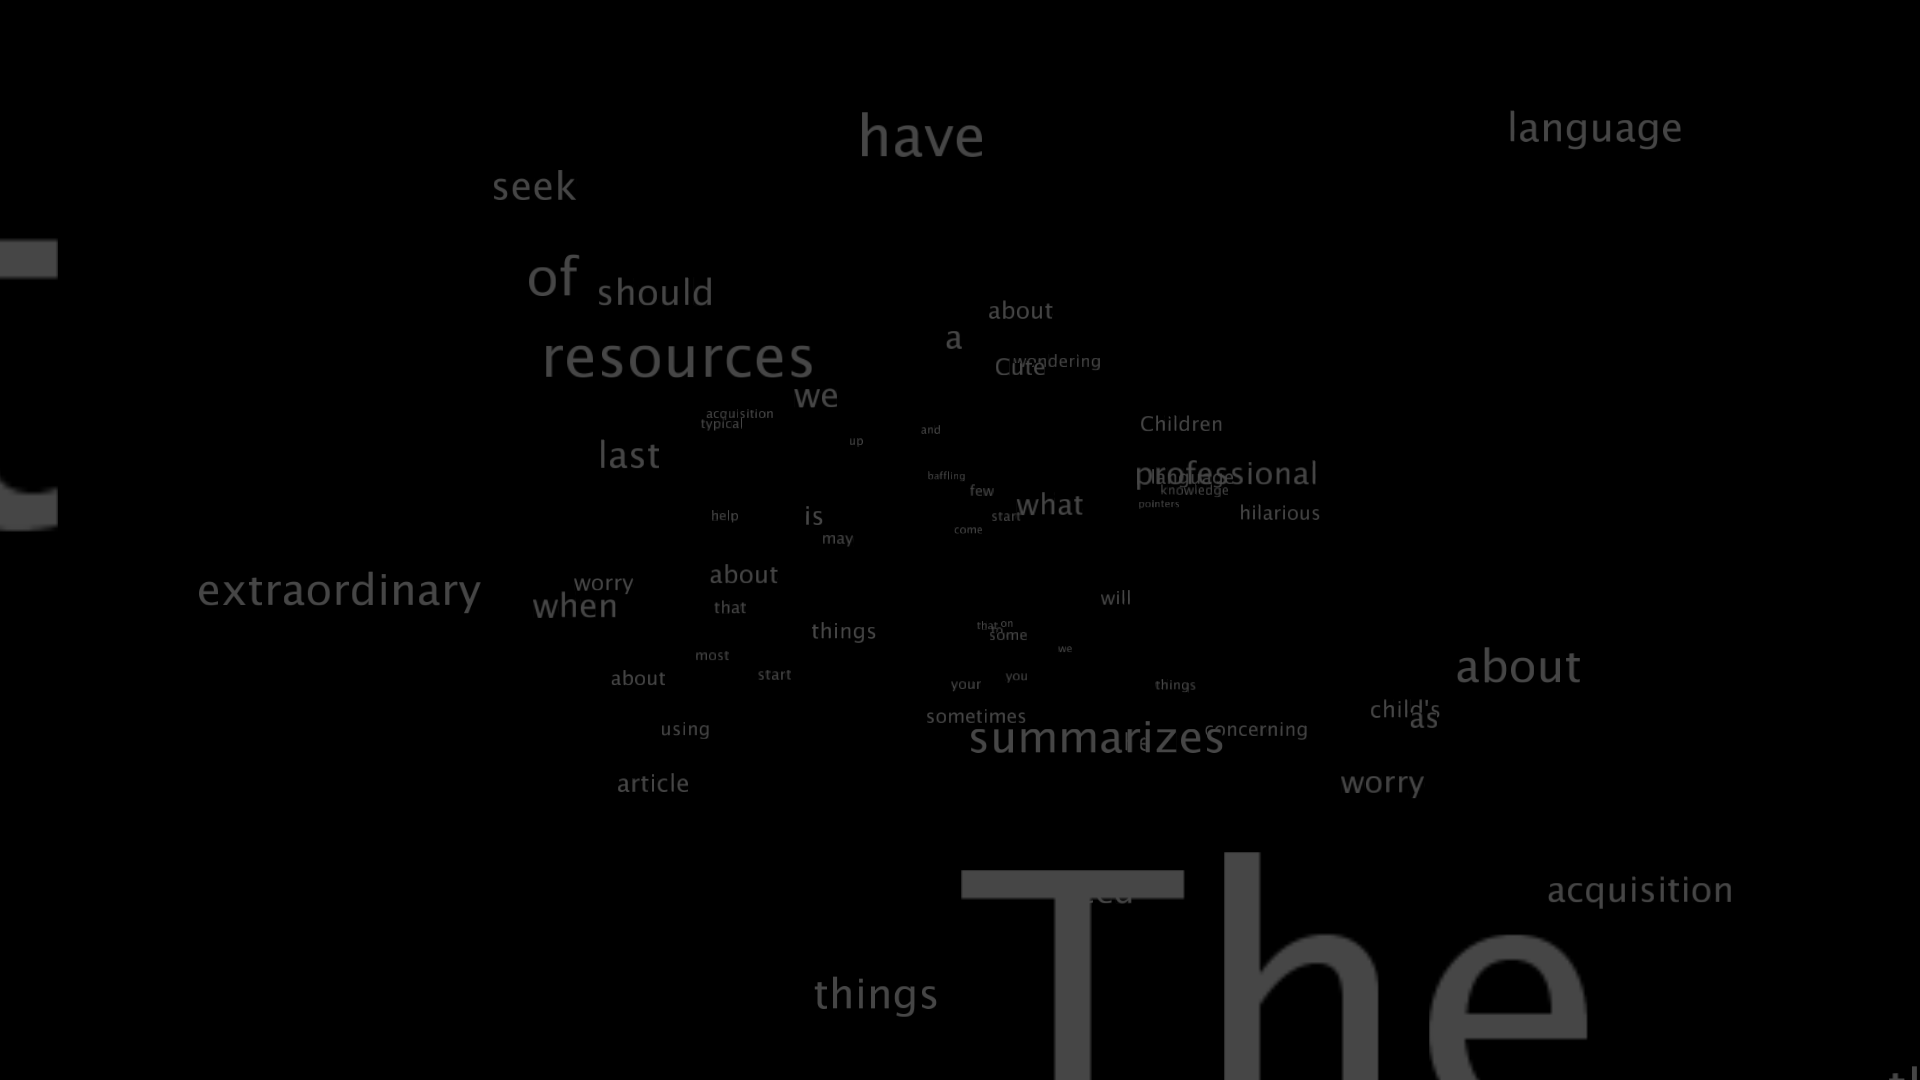 have
language
seek
of should
about
a
resources
Cute wondering
we
acquisition
typical
Children
and
up
last
professional
language
baffling
knowledge
few
what
pointers
start
hilarious
help
is
come
may
about
worry
extraordinary
when
will
that
that on
things
some
we
most
about
start
you
your
things
about
child's
as
sometimes
using
summarizes
concerning
article
worry
The
acquisition
things